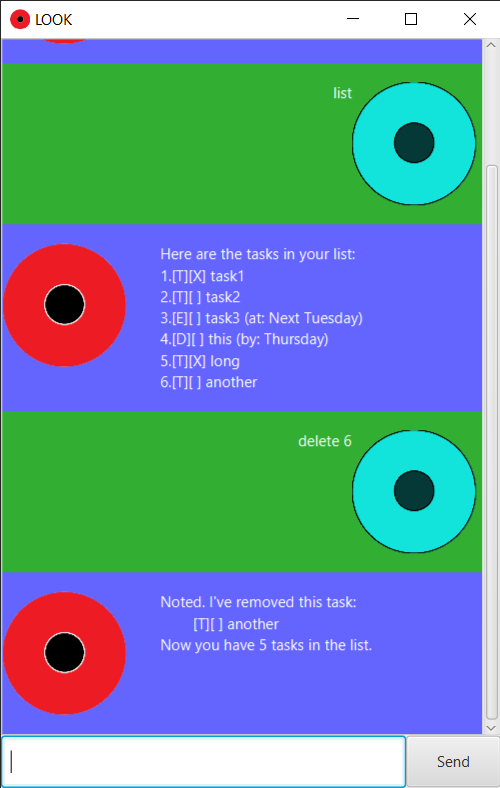 LOOK
list
Here are the tasks in your list:
1.[T][X] task1
2.[T][ ] task2
3.[E][ ] task3 (at: Next Tuesday)
4.[D][ ] this (by: Thursday)
5.[T][X] long
6.[T][ ] another
delete 6
Noted. I've removed this task:
[T][ ] another
Now you have 5 tasks in the list.
Send